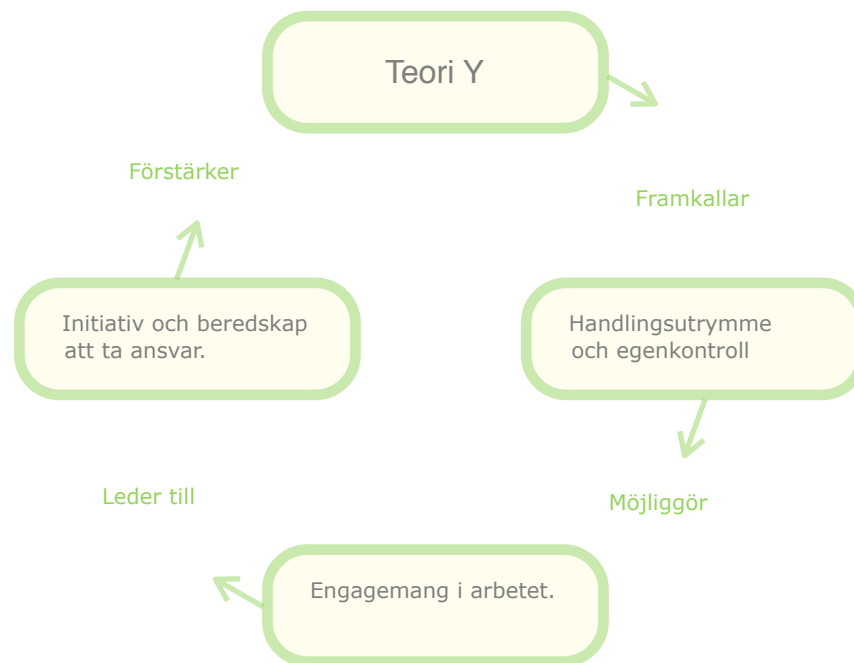 Teori Y
Förstärker
Framkallar
Initiativ och beredskap
att ta ansvar.
Handlingsutrymme
och egenkontroll
Leder till
Möjliggör
Engagemang i arbetet.